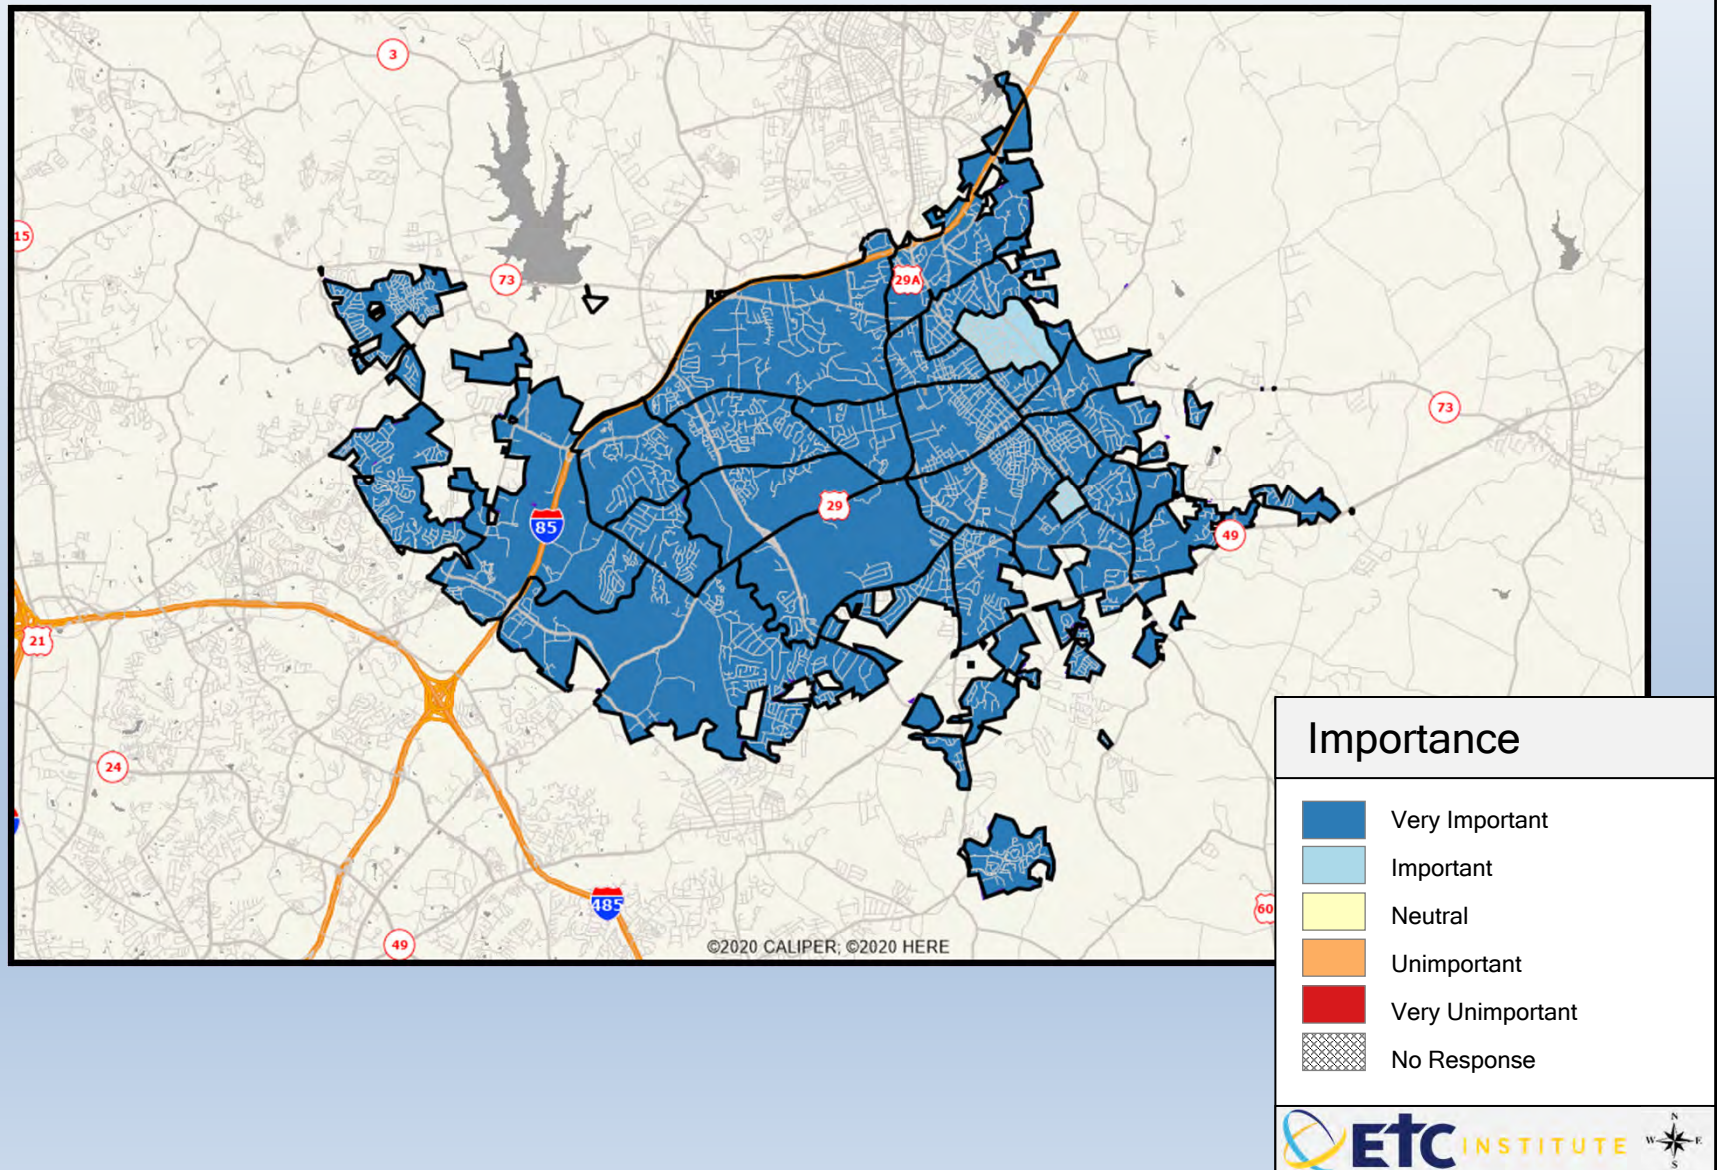 3
15
73
29A
73
29
85
49
21
24
485
49
60
©2020 CALIPER; ©2020 HERE
Importance
Very Important
Important
Neutral
Unimportant
Very Unimportant
No Response
ETC INSTITUTE
N
W E
S